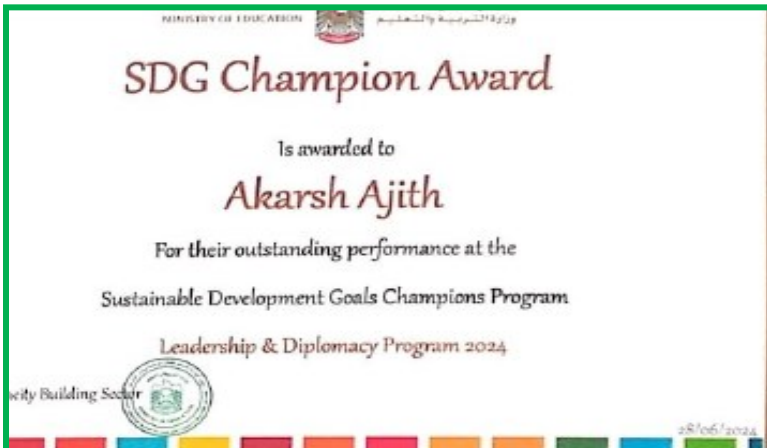 MINISTRY OF EDUCATION وزارة التربية والتعليم
SDG Champion Award
Is awarded to
Akarsh Ajith
For their outstanding performance at the
Sustainable Development Goals Champions Program
Leadership & Diplomacy Program 2024
Building Sector
28/06/2024